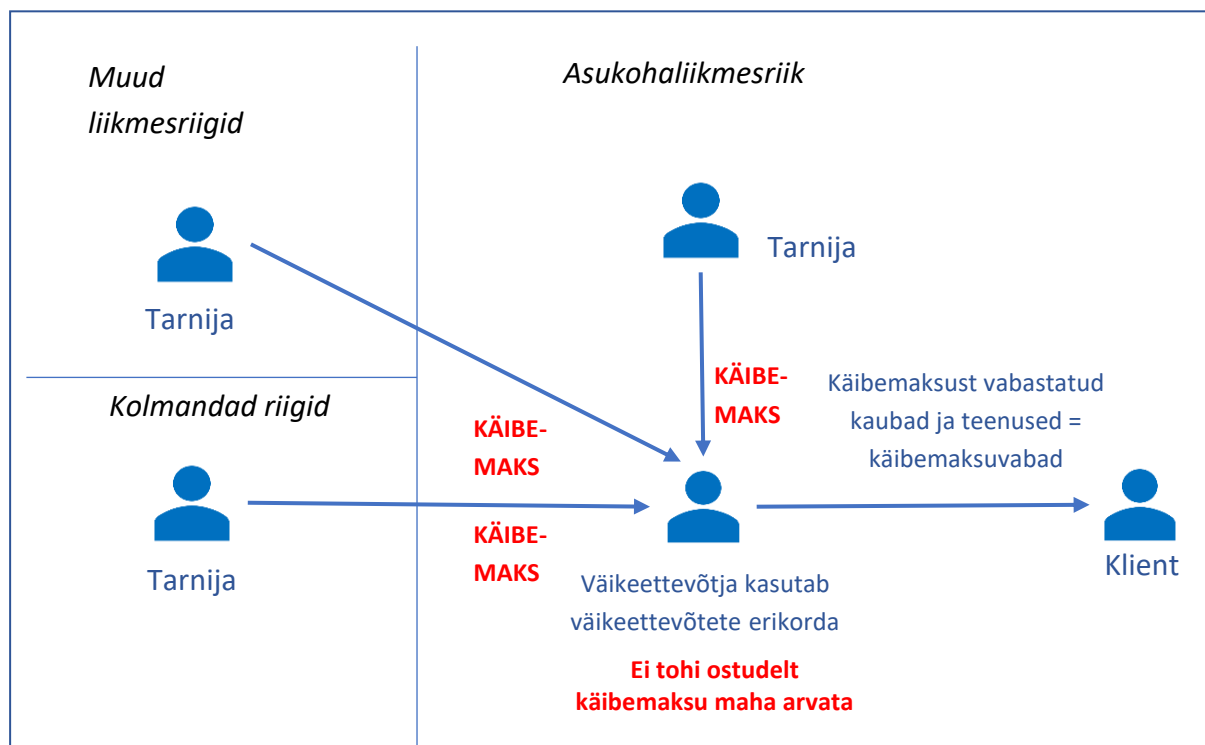 Muud
liikmesriigid
Asukohaliikmesriik
Tarnija
Tarnija
Kolmandad riigid
KÄIBE-
MAKS
KÄIBE-
MAKS
Käibemaksust vabastatud
kaubad ja teenused =
käibemaksuvabad
Tarnija
KÄIBE-
MAKS
Väikeettevõtja kasutab
väikeettevõtete erikorda
Ei tohi ostudelt
käibemaksu maha arvata
Klient